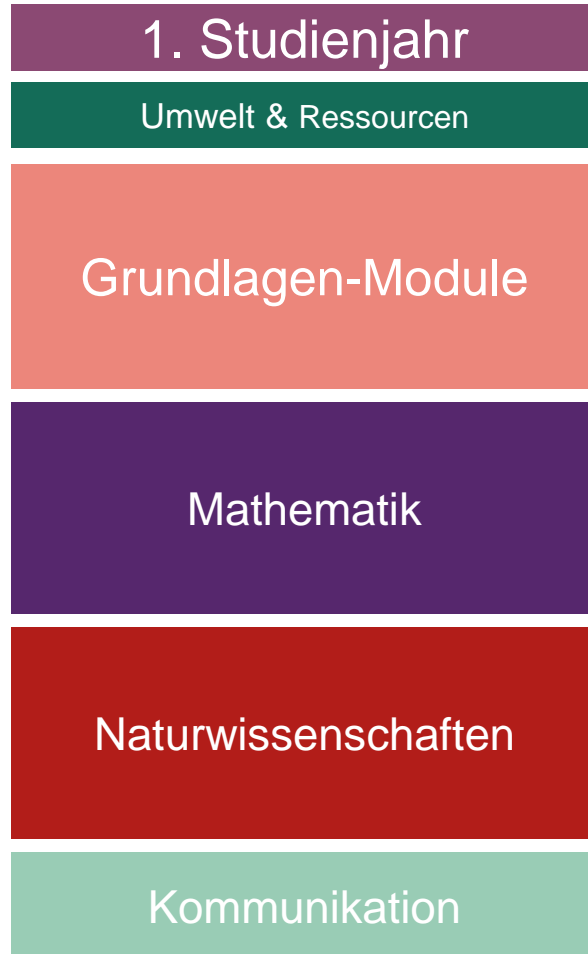 1. Studienjahr
Umwelt & Ressourcen
Grundlagen-Module
Mathematik
Naturwissenschaften
Kommunikation